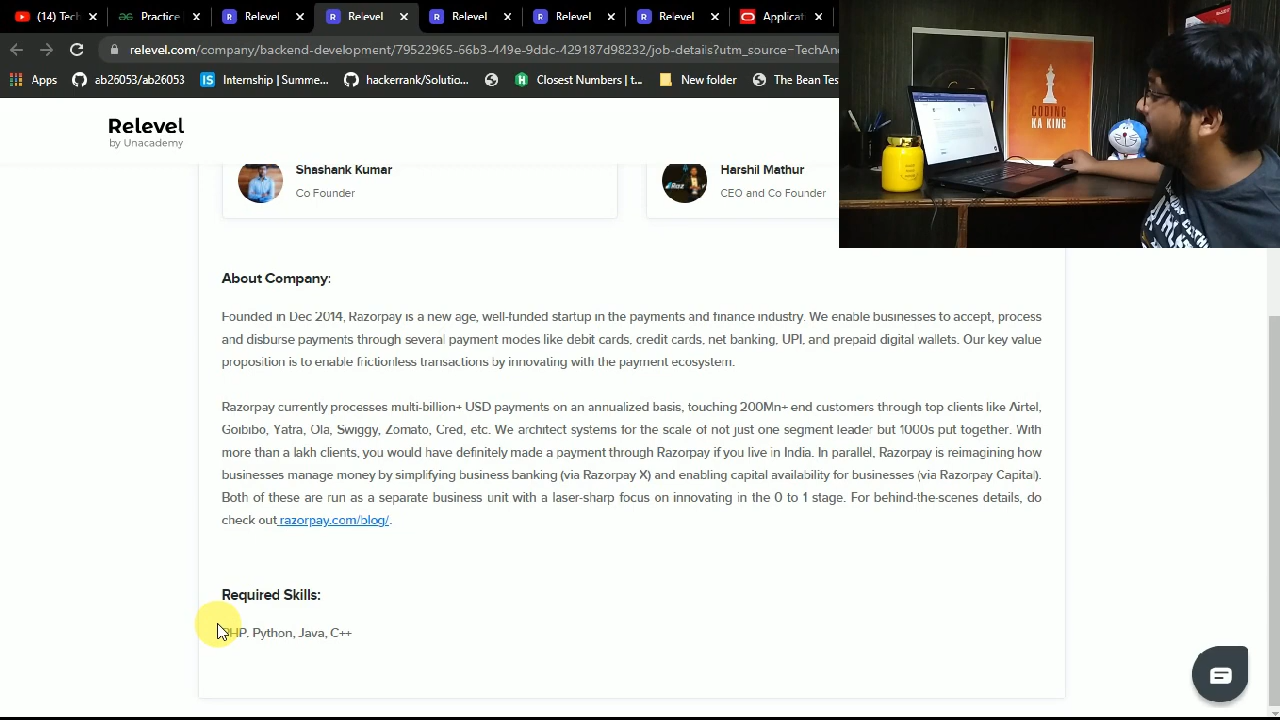 (14) Tech
Practice
Relevel
Relevel
Relevel
Relevel
Relevel
Applicat
relevel.com/company/backend-development/79522965-66b3-449e-9ddc-429187d98232/job-details?utm_source=TechAn
Apps
ab26053/ab26053
Internship | Summe...
hackerrank/Solutio...
Closest Numbers | t...
New folder
The Bean Tes
CODING
KA KING
Relevel
by Unacademy
Shashank Kumar
Co Founder
Harshil Mathur
CEO and Co Founder
About Company:
Founded in Dec 2014, Razorpay is a new age, well-funded startup in the payments and finance industry. We enable businesses to accept, process
and disburse payments through several payment modes like debit cards, credit cards, net banking, UPI, and prepaid digital wallets. Our key value
proposition is to enable frictionless transactions by innovating with the payment ecosystem.
Razorpay currently processes multi-billion+ USD payments on an annualized basis, touching 200Mn+ end customers through top clients like Airtel,
Goibibo, Yatra, Ola, Swiggy, Zomato, Cred, etc. We architect systems for the scale of not just one segment leader but 1000s put together. With
more than a lakh clients, you would have definitely made a payment through Razorpay if you live in India. In parallel, Razorpay is reimagining how
businesses manage money by simplifying business banking (via Razorpay X) and enabling capital availability for businesses (via Razorpay Capital).
Both of these are run as a separate business unit with a laser-sharp focus on innovating in the 0 to 1 stage. For behind-the-scenes details, do
check out razorpay.com/blog/.
Required Skills:
PHP. Python, Java, C++